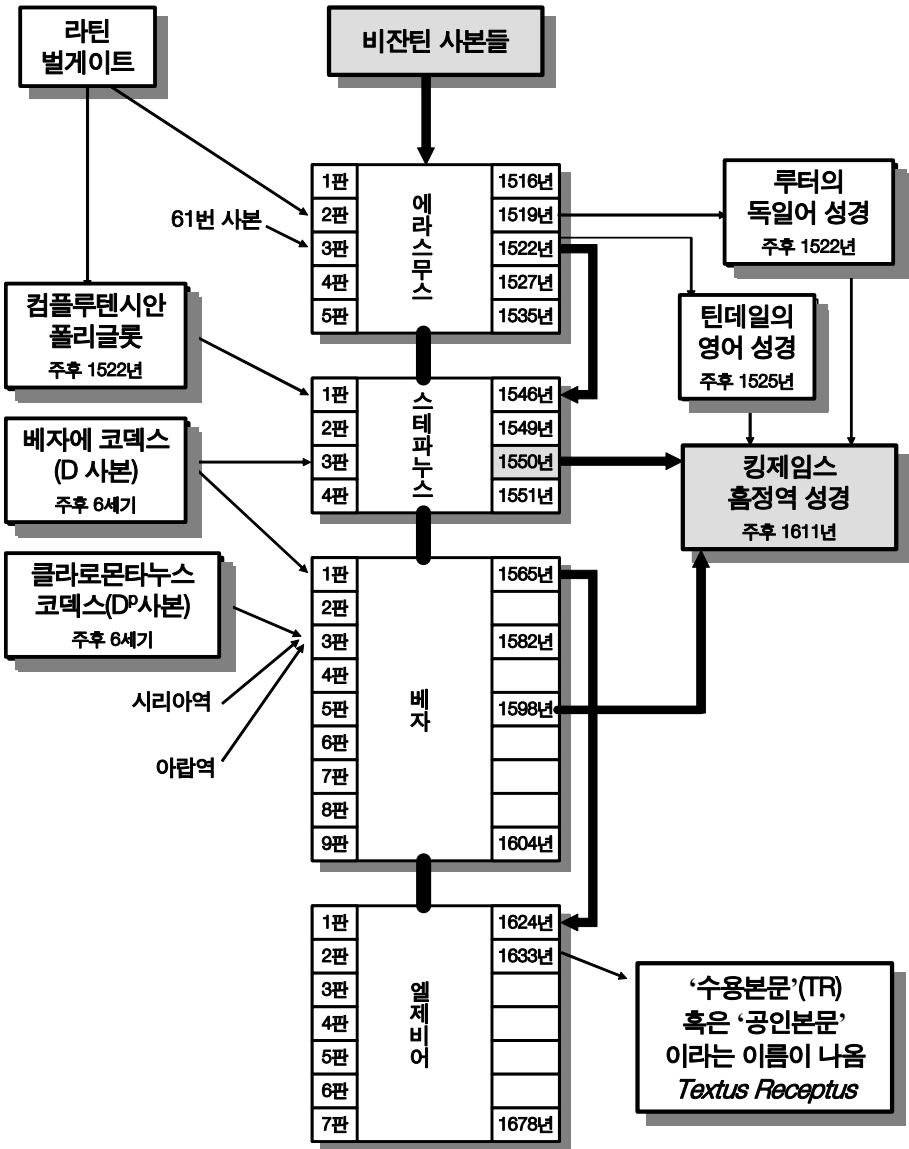 라틴
벌게이트
비잔틴 사본들
1판
2판
3판
4판
5판
에라스무스
1516년
1519년
1522년
1527년
1535년
61번 사본
루터의
독일어 성경
주후 1522년
틴데일의
영어 성경
주후 1525년
컴플루텐시안
폴리글롯
주후 1522년
1판
2판
3판
4판
스테파누스
1546년
1549년
1550년
1551년
베자에 코덱스
(D 사본)
주후 6세기
킹제임스
흠정역 성경
주후 1611년
클라로몬타누스
코덱스(Dᵖ사본)
주후 6세기
시리아역
아랍역
1판
2판
3판
4판
5판
6판
7판
8판
9판
베자
1565년
1582년
1598년
1604년
1판
2판
3판
4판
5판
6판
7판
엘제비어
1624년
1633년
1678년
‘수용본문’(TR)
혹은 ‘공인본문’
이라는 이름이 나옴
Textus Receptus